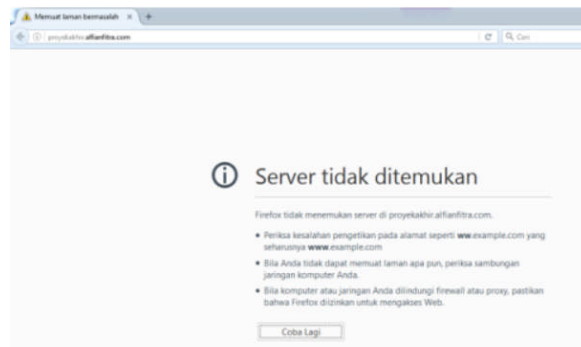 Memuat laman bermasalah × +
proyekakhir.alfianfitra.com
Cari
Server tidak ditemukan
Firefox tidak menemukan server di proyekakhir.alfianfitra.com.
• Periksa kesalahan pengetikan pada alamat seperti ww.example.com yang
seharusnya www.example.com
• Bila Anda tidak dapat memuat laman apa pun, periksa sambungan
jaringan komputer Anda.
• Bila komputer atau jaringan Anda dilindungi firewall atau proxy, pastikan
bahwa Firefox diizinkan untuk mengakses Web.
Coba Lagi